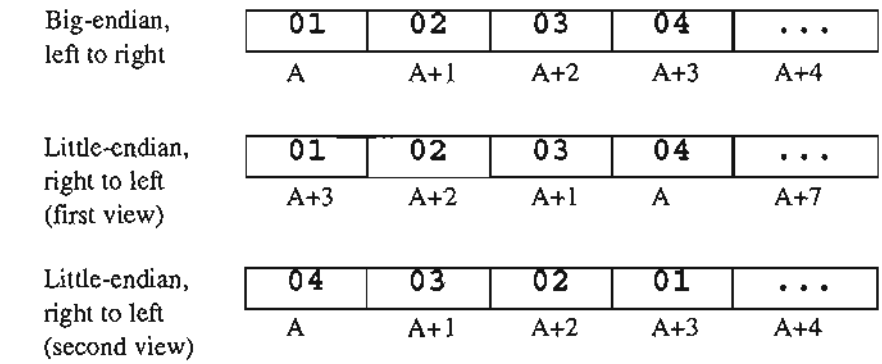 Big-endian,
left to right
01 02 03 04 ...
A A+1 A+2 A+3 A+4
Little-endian,
right to left
(first view)
01 02 03 04 ...
A+3 A+2 A+1 A A+7
Little-endian,
right to left
(second view)
04 03 02 01 ...
A A+1 A+2 A+3 A+4